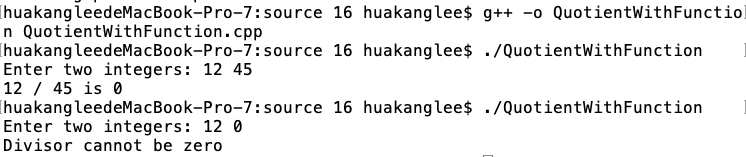 [huakangleedeMacBook-Pro-7:source 16 huakanglee$ g++ -o QuotientWithFunctio]
n QuotientWithFunction.cpp
[huakangleedeMacBook-Pro-7:source 16 huakanglee$ ./QuotientWithFunction ]
Enter two integers: 12 45
12 / 45 is 0
[huakangleedeMacBook-Pro-7:source 16 huakanglee$ ./QuotientWithFunction ]
Enter two integers: 12 0
Divisor cannot be zero